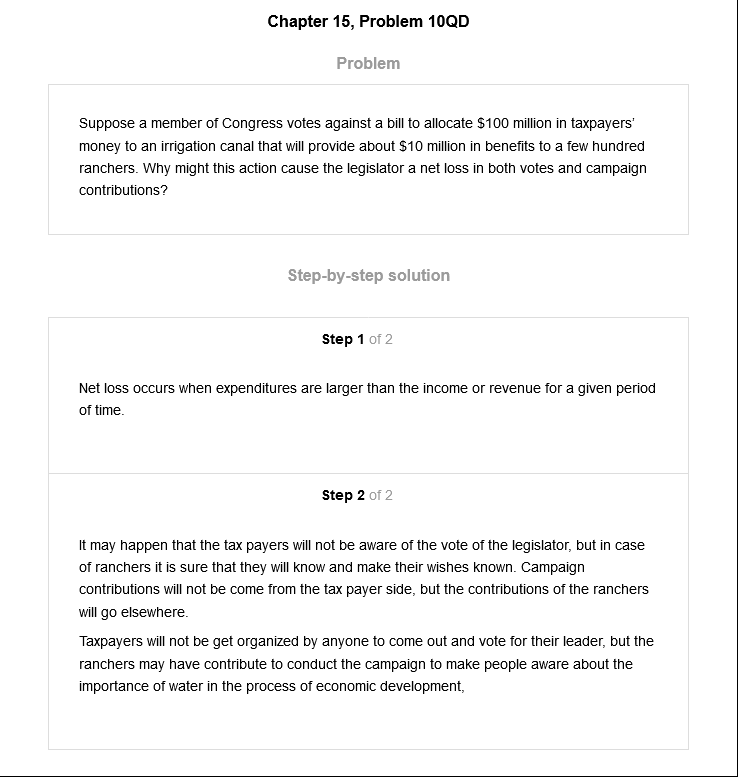 Chapter 15, Problem 10QD
Problem
Suppose a member of Congress votes against a bill to allocate $100 million in taxpayers'
money to an irrigation canal that will provide about $10 million in benefits to a few hundred
ranchers. Why might this action cause the legislator a net loss in both votes and campaign
contributions?
Step-by-step solution
Step 1 of 2
Net loss occurs when expenditures are larger than the income or revenue for a given period
of time.
Step 2 of 2
It may happen that the tax payers will not be aware of the vote of the legislator, but in case
of ranchers it is sure that they will know and make their wishes known. Campaign
contributions will not be come from the tax payer side, but the contributions of the ranchers
will go elsewhere.
Taxpayers will not be get organized by anyone to come out and vote for their leader, but the
ranchers may have contribute to conduct the campaign to make people aware about the
importance of water in the process of economic development,